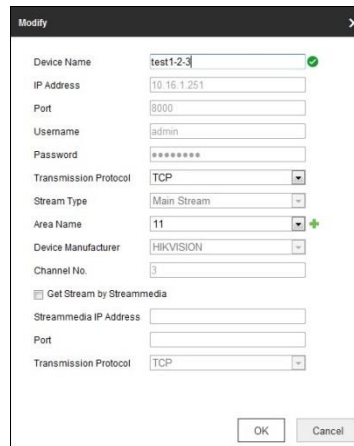 Modify
Device Name test1-2-3
IP Address 10.16.1.251
Port 8000
Username admin
Password ●●●●●●●●
Transmission Protocol TCP
Stream Type Main Stream
Area Name 11
Device Manufacturer HIKVISION
Channel No. 3
Get Stream by Streammedia
Streammedia IP Address
Port
Transmission Protocol TCP
OK Cancel